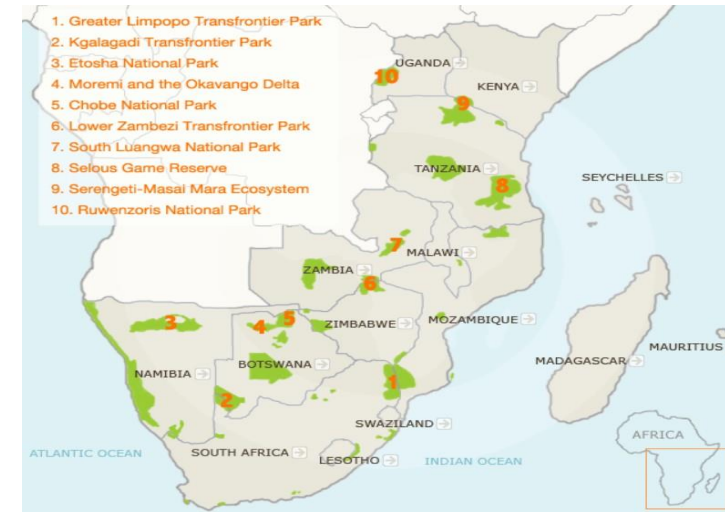 1. Greater Limpopo Transfrontier Park
2. Kgalagadi Transfrontier Park
3. Etosha National Park
4. Moremi and the Okavango Delta
5. Chobe National Park
6. Lower Zambezi Transfrontier Park
7. South Luangwa National Park
8. Selous Game Reserve
9. Serengeti-Masai Mara Ecosystem
10. Ruwenzoris National Park
UGANDA
10
KENYA
9
TANZANIA
8
SEYCHELLES
7
MALAWI
ZAMBIA
6
3
4
5
ZIMBABWE
MOZAMBIQUE
MAURITIUS
BOTSWANA
MADAGASCAR
NAMIBIA
1
2
SWAZILAND
AFRICA
ATLANTIC OCEAN
SOUTH AFRICA
LESOTHO
INDIAN OCEAN